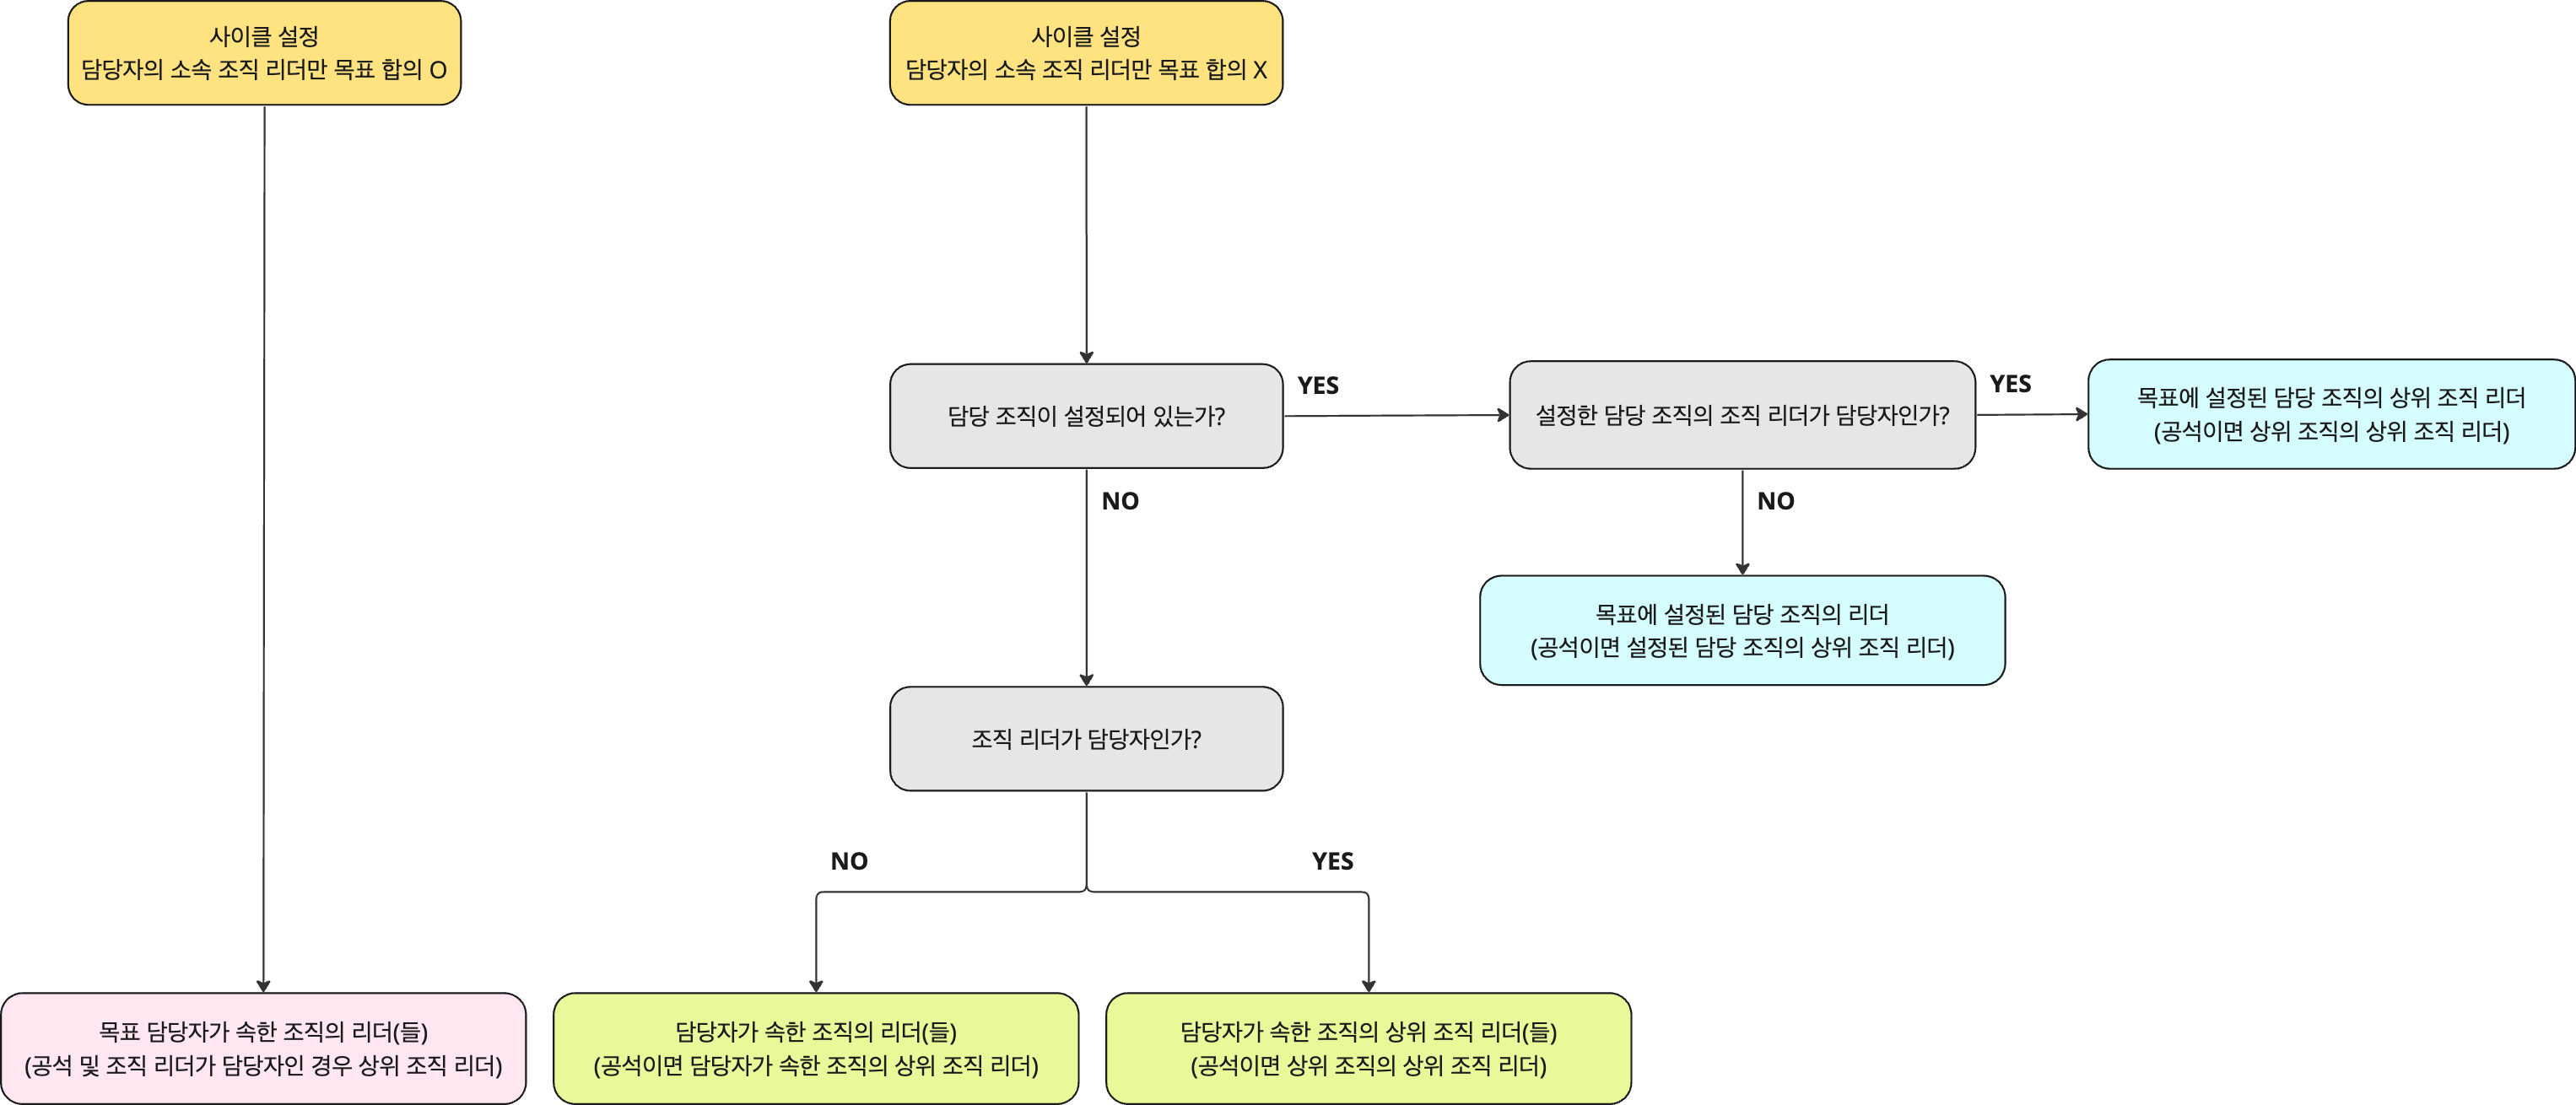 사이클 설정
담당자의 소속 조직 리더만 목표 합의 O
사이클 설정
담당자의 소속 조직 리더만 목표 합의 X
담당 조직이 설정되어 있는가?
YES
설정한 담당 조직의 조직 리더가 담당자인가?
YES
목표에 설정된 담당 조직의 상위 조직 리더
(공석이면 상위 조직의 상위 조직 리더)
NO
NO
목표에 설정된 담당 조직의 리더
(공석이면 설정된 담당 조직의 상위 조직 리더)
조직 리더가 담당자인가?
NO
YES
목표 담당자가 속한 조직의 리더(들)
(공석 및 조직 리더가 담당자인 경우 상위 조직 리더)
담당자가 속한 조직의 리더(들)
(공석이면 담당자가 속한 조직의 상위 조직 리더)
담당자가 속한 조직의 상위 조직 리더(들)
(공석이면 상위 조직의 상위 조직 리더)